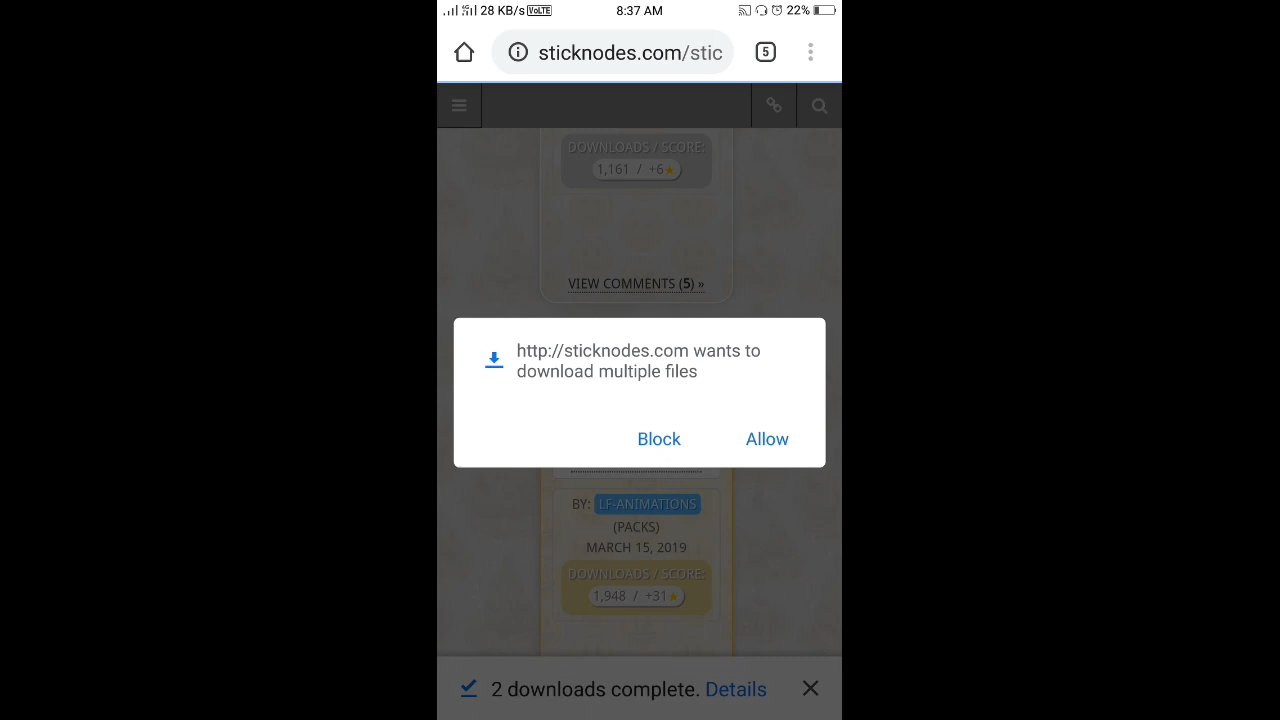 28 KB/s VoLTE 8:37 AM 22%
sticknodes.com/stic 5
DOWNLOADS / SCORE:
1,161 / +6★
VIEW COMMENTS (5) »
http://sticknodes.com wants to
download multiple files
Block Allow
BY: LF-ANIMATIONS
(PACKS)
MARCH 15, 2019
DOWNLOADS / SCORE:
1,948 / +31★
2 downloads complete. Details